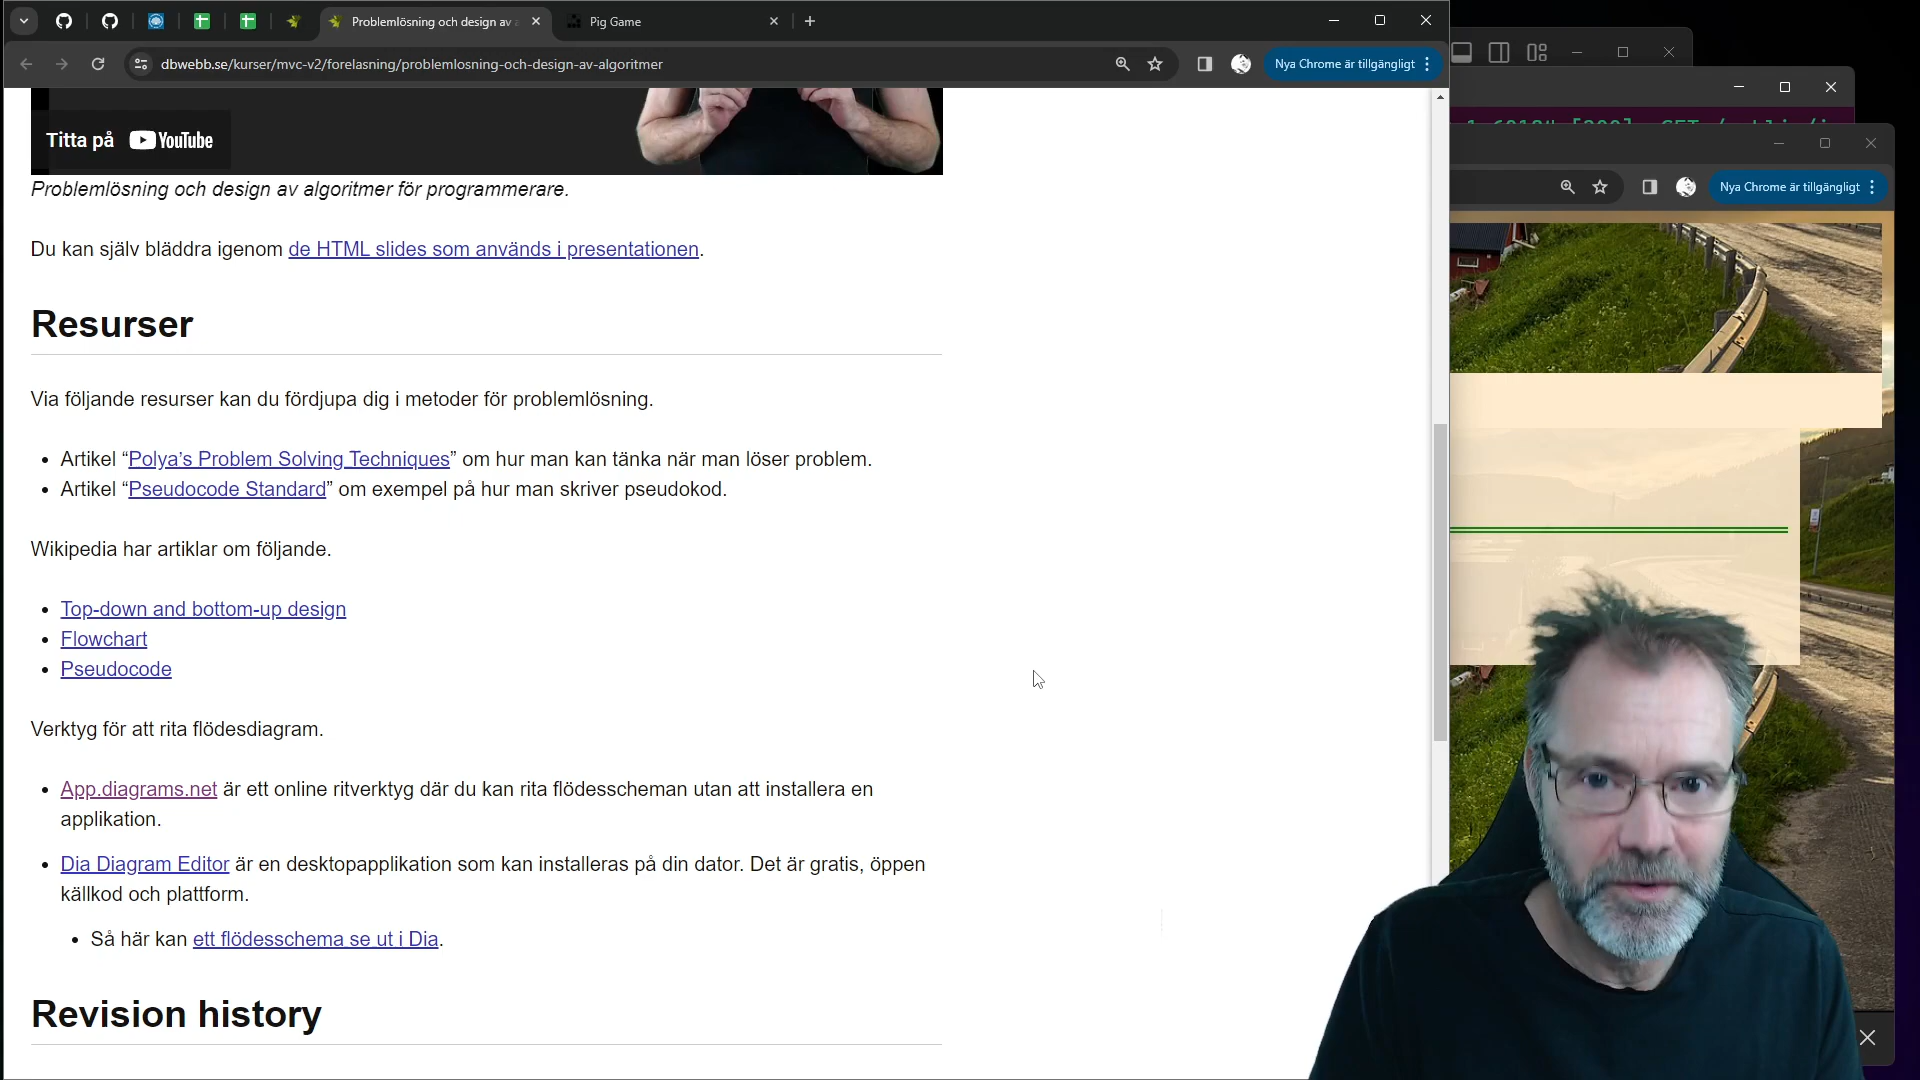 Problemlösning och design av a
Pig Game
dbwebb.se/kurser/mvc-v2/forelasning/problemlosning-och-design-av-algoritmer
Nya Chrome är tillgängligt
Nya Chrome är tillgängligt
Titta på YouTube
Problemlösning och design av algoritmer för programmerare.
Du kan själv bläddra igenom de HTML slides som används i presentationen.
Resurser
Via följande resurser kan du fördjupa dig i metoder för problemlösning.
Artikel “Polya’s Problem Solving Techniques” om hur man kan tänka när man löser problem.
Artikel “Pseudocode Standard” om exempel på hur man skriver pseudokod.
Wikipedia har artiklar om följande.
Top-down and bottom-up design
Flowchart
Pseudocode
Verktyg för att rita flödesdiagram.
App.diagrams.net är ett online ritverktyg där du kan rita flödesscheman utan att installera en
applikation.
Dia Diagram Editor är en desktopapplikation som kan installeras på din dator. Det är gratis, öppen
källkod och plattform.
Så här kan ett flödesschema se ut i Dia.
Revision history